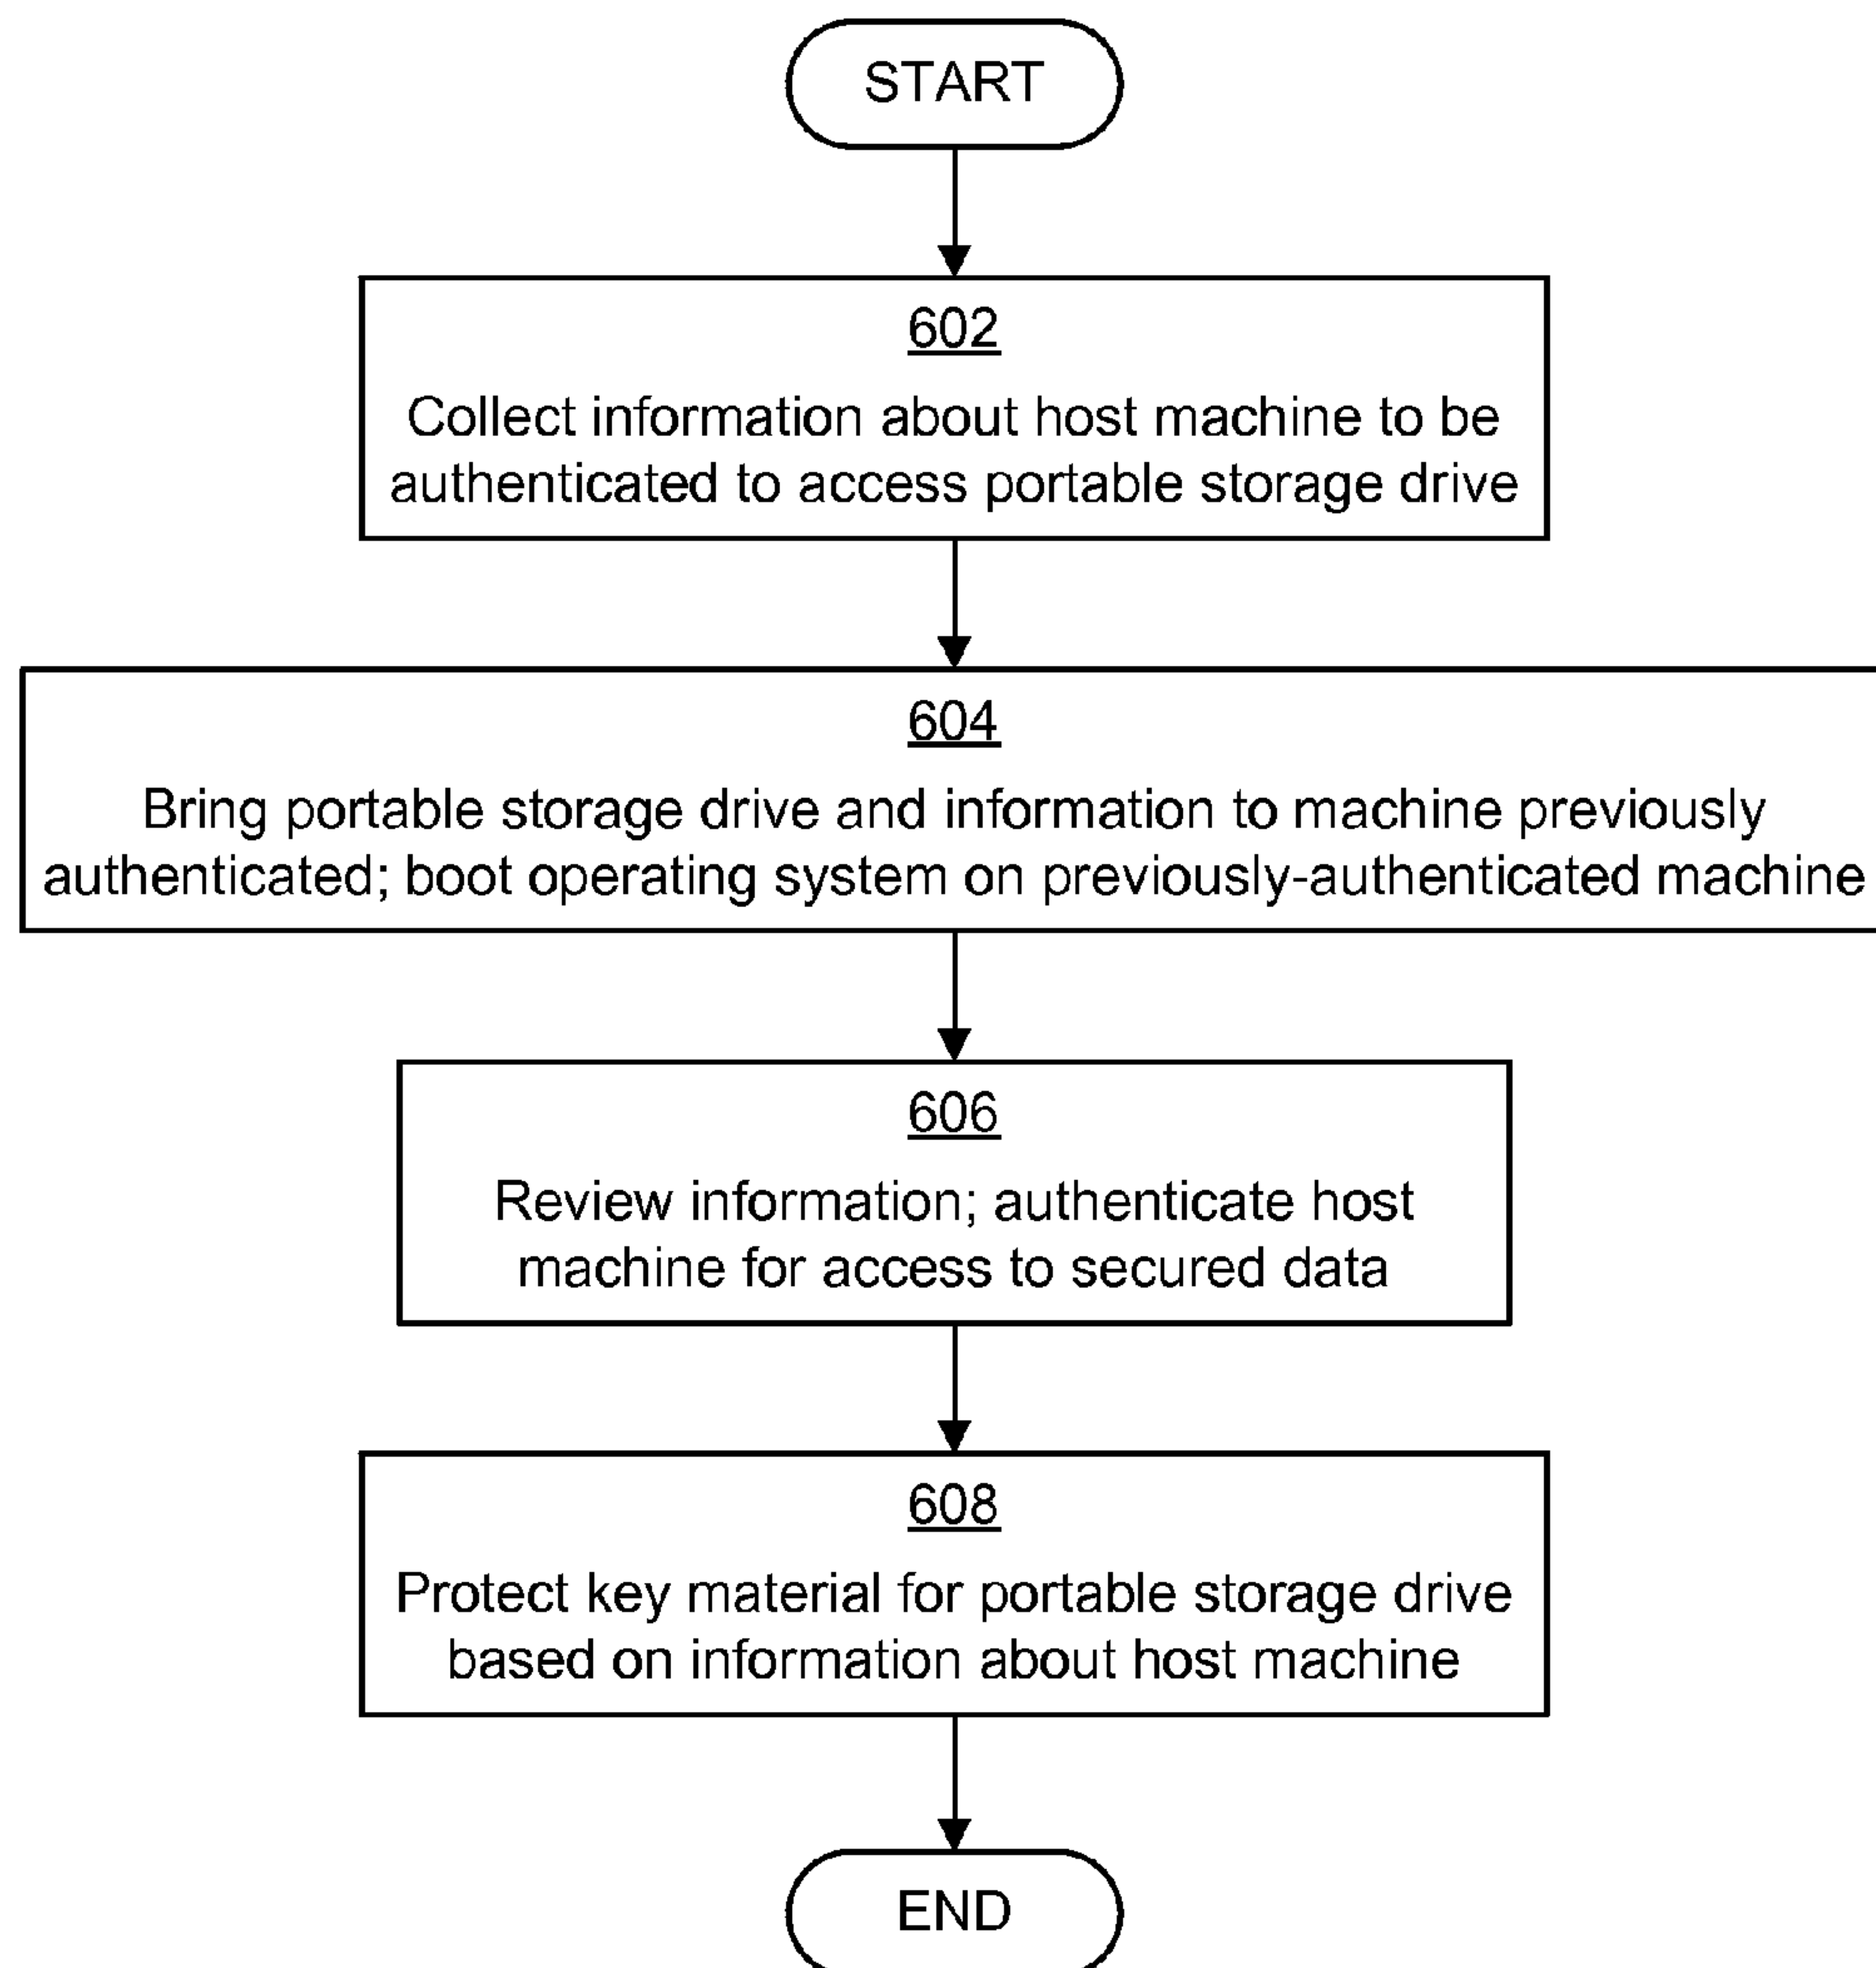 START
602
Collect information about host machine to be
authenticated to access portable storage drive
604
Bring portable storage drive and information to machine previously
authenticated; boot operating system on previously-authenticated machine
606
Review information; authenticate host
machine for access to secured data
608
Protect key material for portable storage drive
based on information about host machine
END